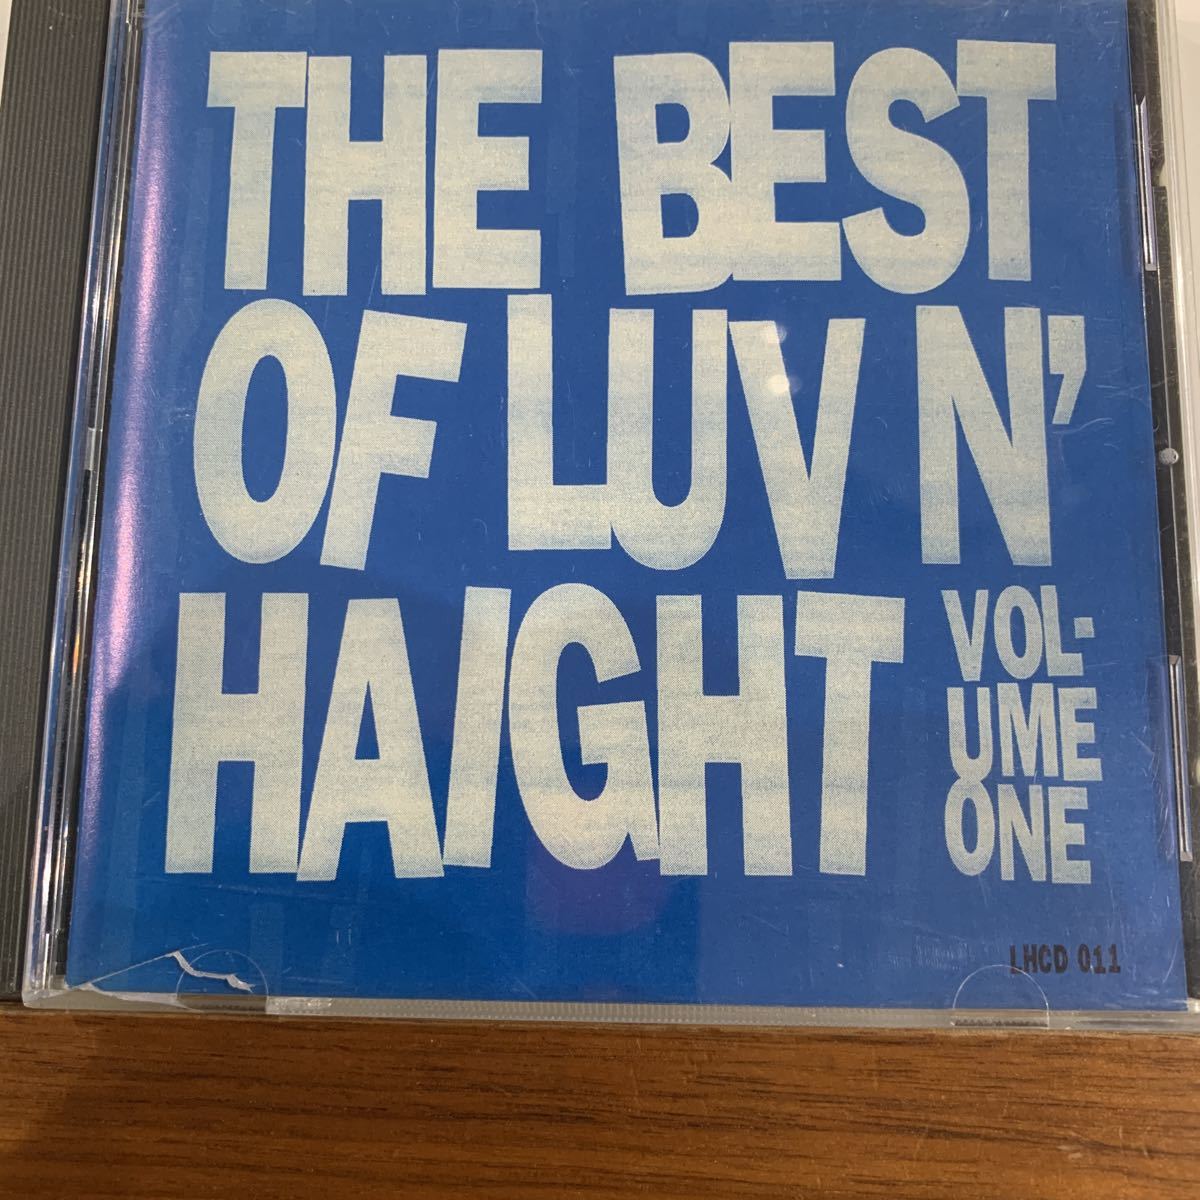 THE BEST
OF LUV N'
HAIGHT
VOL-
UME
ONE
LHCD 011